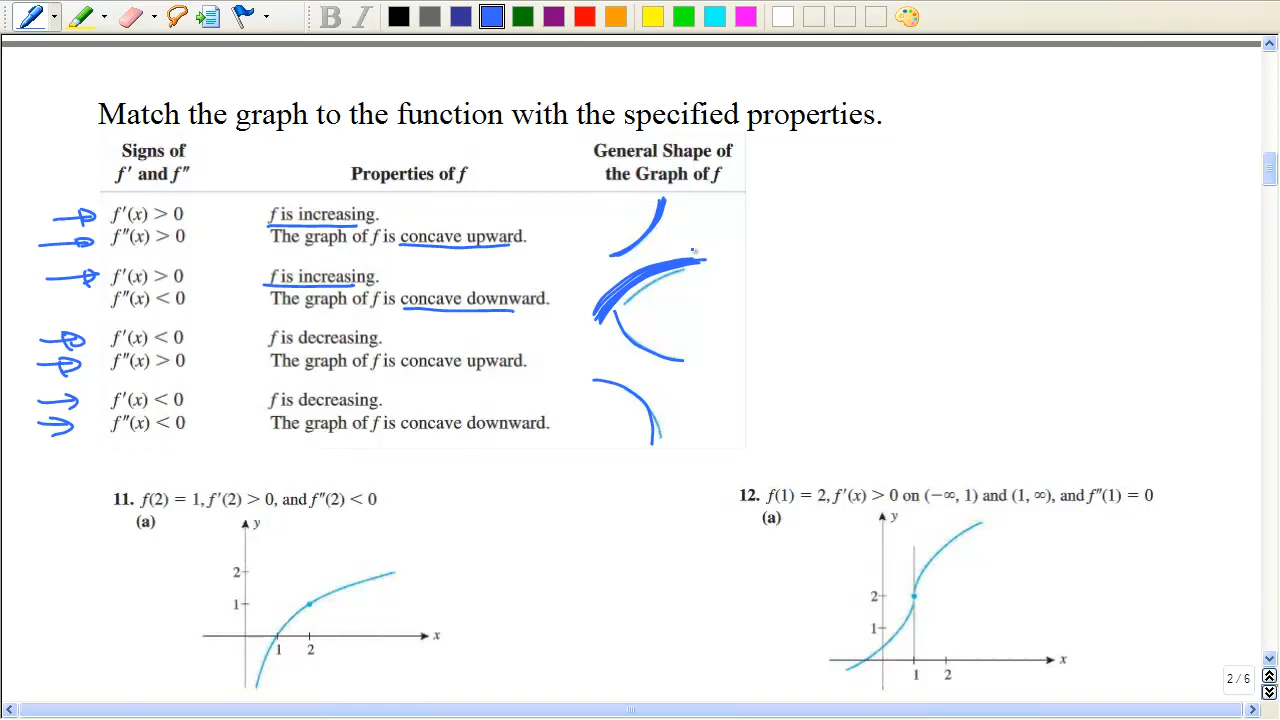 B I
Match the graph to the function with the specified properties.
Signs of
f′ and f″
Properties of f
General Shape of
the Graph of f
f′(x) > 0
f is increasing.
f″(x) > 0
The graph of f is concave upward.
f′(x) > 0
f is increasing.
f″(x) < 0
The graph of f is concave downward.
f′(x) < 0
f is decreasing.
f″(x) > 0
The graph of f is concave upward.
f′(x) < 0
f is decreasing.
f″(x) < 0
The graph of f is concave downward.
11. f(2) = 1, f′(2) > 0, and f″(2) < 0
(a)
y
2
1
1 2
x
12. f(1) = 2, f′(x) > 0 on (−∞, 1) and (1, ∞), and f″(1) = 0
(a)
y
2
1
1 2
x
2 / 6